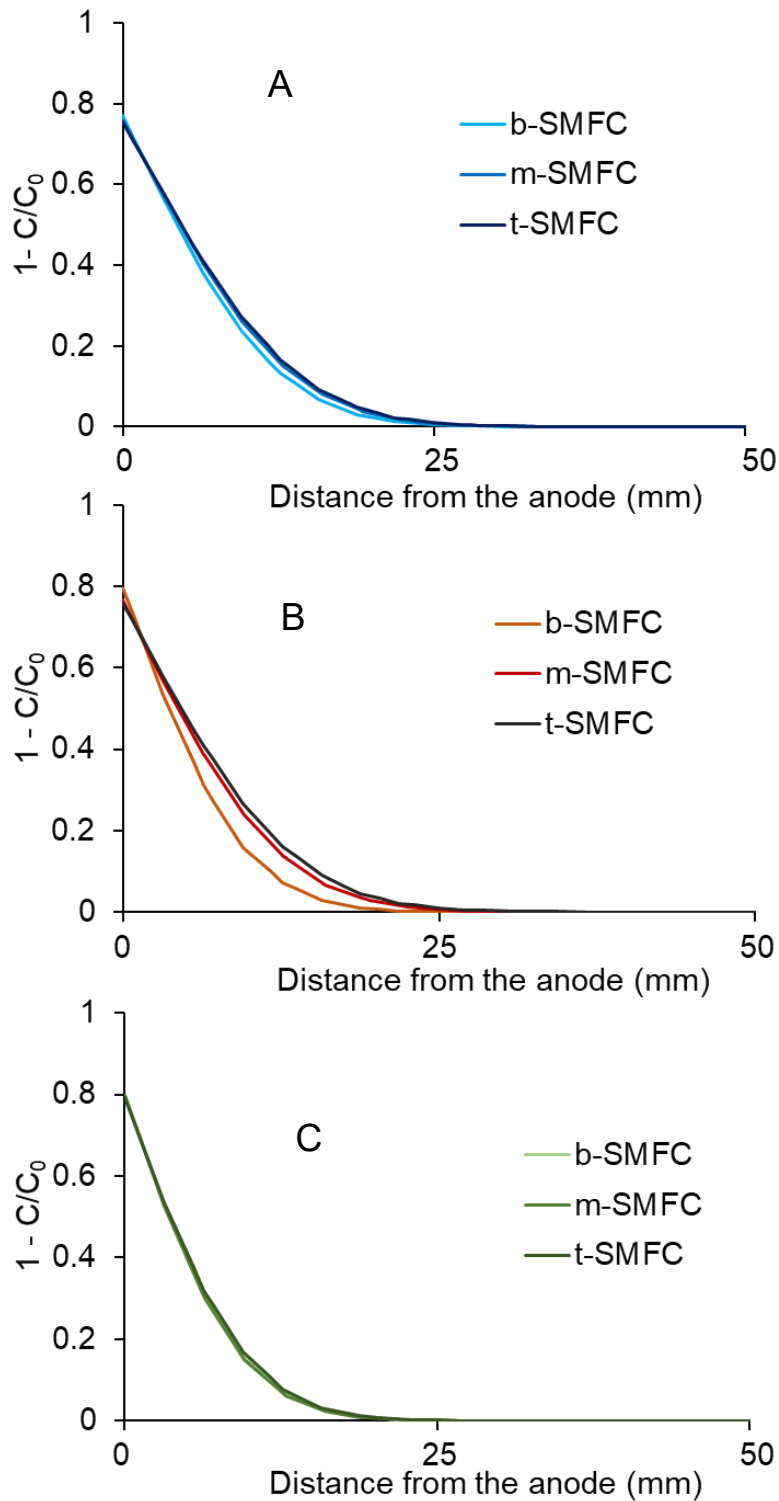 1
0.8
0.6
0.4
0.2
0
1- C/C₀
A
b-SMFC
m-SMFC
t-SMFC
0
25
50
Distance from the anode (mm)
1
0.8
0.6
0.4
0.2
0
1 - C/C₀
B
b-SMFC
m-SMFC
t-SMFC
0
25
50
Distance from the anode (mm)
1
0.8
0.6
0.4
0.2
0
1 - C/C₀
C
b-SMFC
m-SMFC
t-SMFC
0
25
50
Distance from the anode (mm)